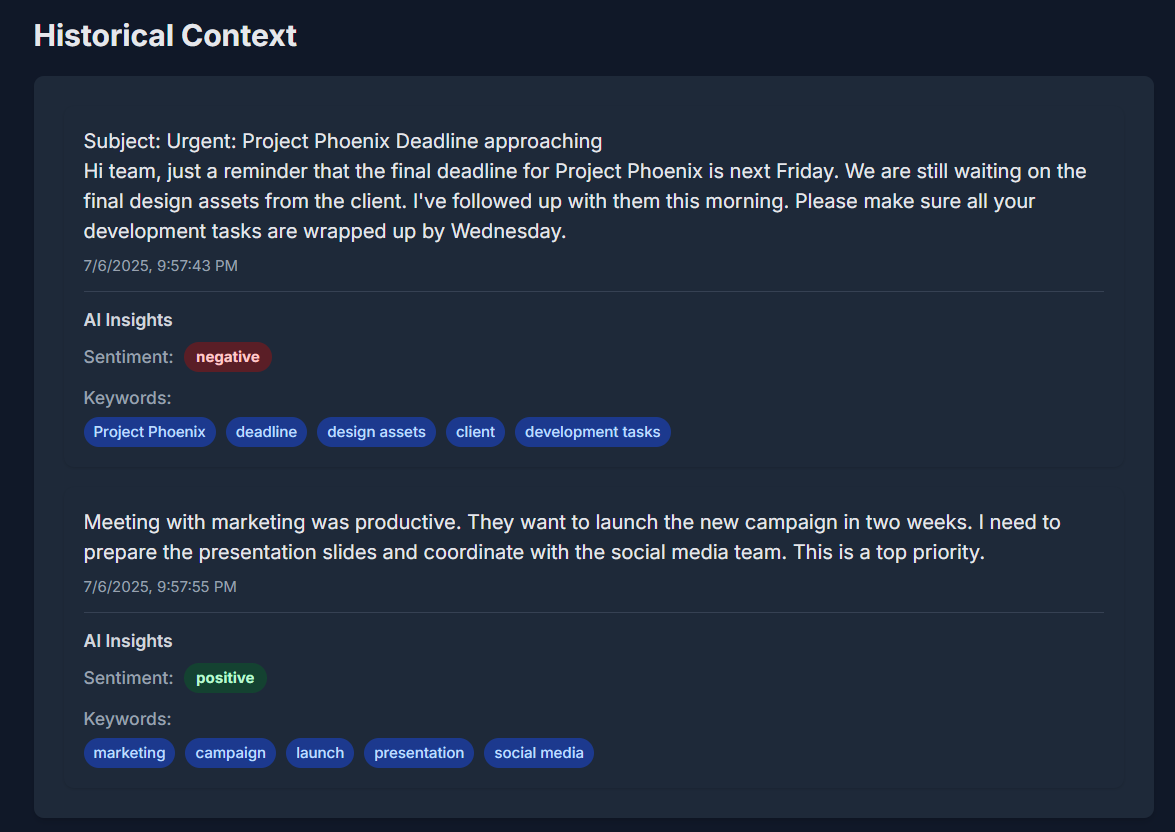 Historical Context
Subject: Urgent: Project Phoenix Deadline approaching
Hi team, just a reminder that the final deadline for Project Phoenix is next Friday. We are still waiting on the
final design assets from the client. I've followed up with them this morning. Please make sure all your
development tasks are wrapped up by Wednesday.
7/6/2025, 9:57:43 PM
AI Insights
Sentiment: negative
Keywords:
Project Phoenix deadline design assets client development tasks
Meeting with marketing was productive. They want to launch the new campaign in two weeks. I need to
prepare the presentation slides and coordinate with the social media team. This is a top priority.
7/6/2025, 9:57:55 PM
AI Insights
Sentiment: positive
Keywords:
marketing campaign launch presentation social media